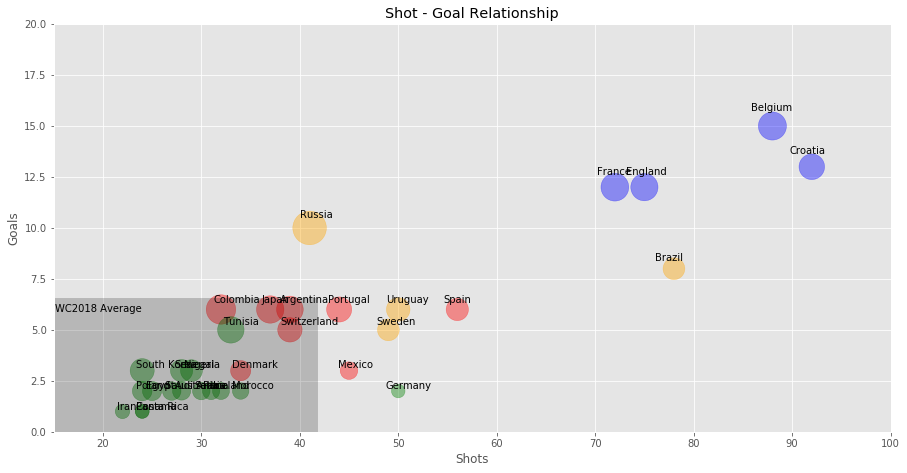 Shot - Goal Relationship
20.0
17.5
15.0
12.5
10.0
7.5
5.0
2.5
0.0
Goals
Belgium
Croatia
France
England
Russia
Brazil
WC2018 Average
Colombia
Japan
Argentina
Portugal
Uruguay
Spain
Tunisia
Switzerland
Sweden
South Korea
Denmark
Mexico
Morocco
Germany
Iran
Panama
Costa Rica
20
30
40
50
60
70
80
90
100
Shots